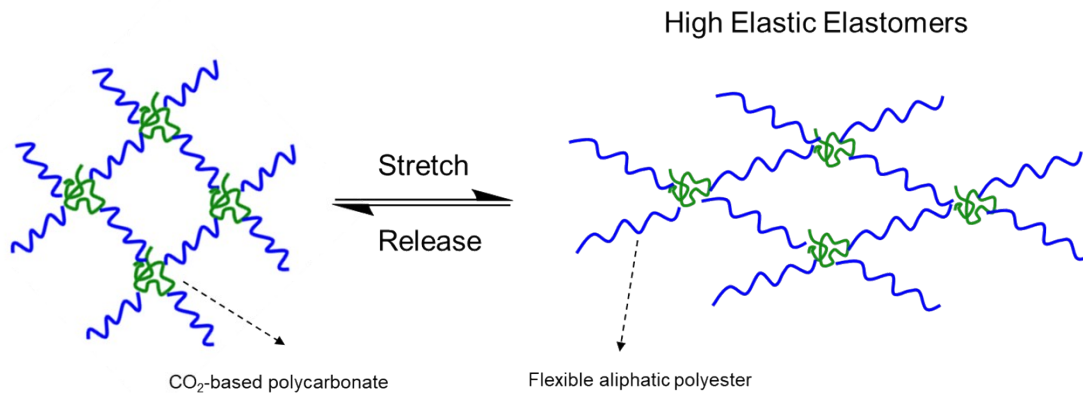 High Elastic Elastomers
Stretch
Release
CO₂-based polycarbonate
Flexible aliphatic polyester